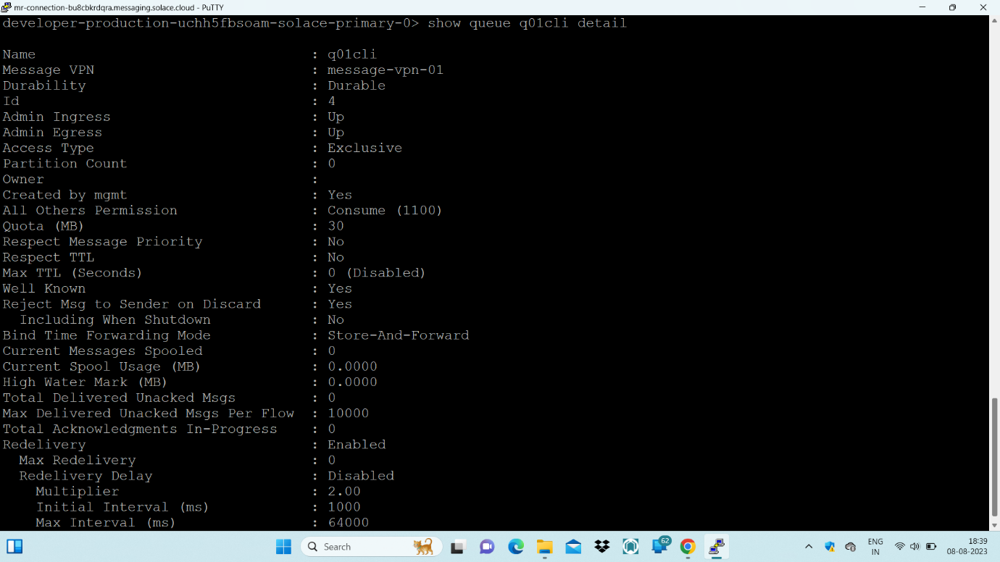 mr-connection-bu8cbkrdqra.messaging.solace.cloud - PuTTY
developer-production-uchh5fbsoam-solace-primary-0> show queue q01cli detail
Name : q01cli
Message VPN : message-vpn-01
Durability : Durable
Id : 4
Admin Ingress : Up
Admin Egress : Up
Access Type : Exclusive
Partition Count : 0
Owner :
Created by mgmt : Yes
All Others Permission : Consume (1100)
Quota (MB) : 30
Respect Message Priority : No
Respect TTL : No
Max TTL (Seconds) : 0 (Disabled)
Well Known : Yes
Reject Msg to Sender on Discard : Yes
Including When Shutdown : No
Bind Time Forwarding Mode : Store-And-Forward
Current Messages Spooled : 0
Current Spool Usage (MB) : 0.0000
High Water Mark (MB) : 0.0000
Total Delivered Unacked Msgs : 0
Max Delivered Unacked Msgs Per Flow : 10000
Total Acknowledgments In-Progress : 0
Redelivery : Enabled
Max Redelivery : 0
Redelivery Delay : Disabled
Multiplier : 2.00
Initial Interval (ms) : 1000
Max Interval (ms) : 64000
Search
62
ENG
IN
18:39
08-08-2023